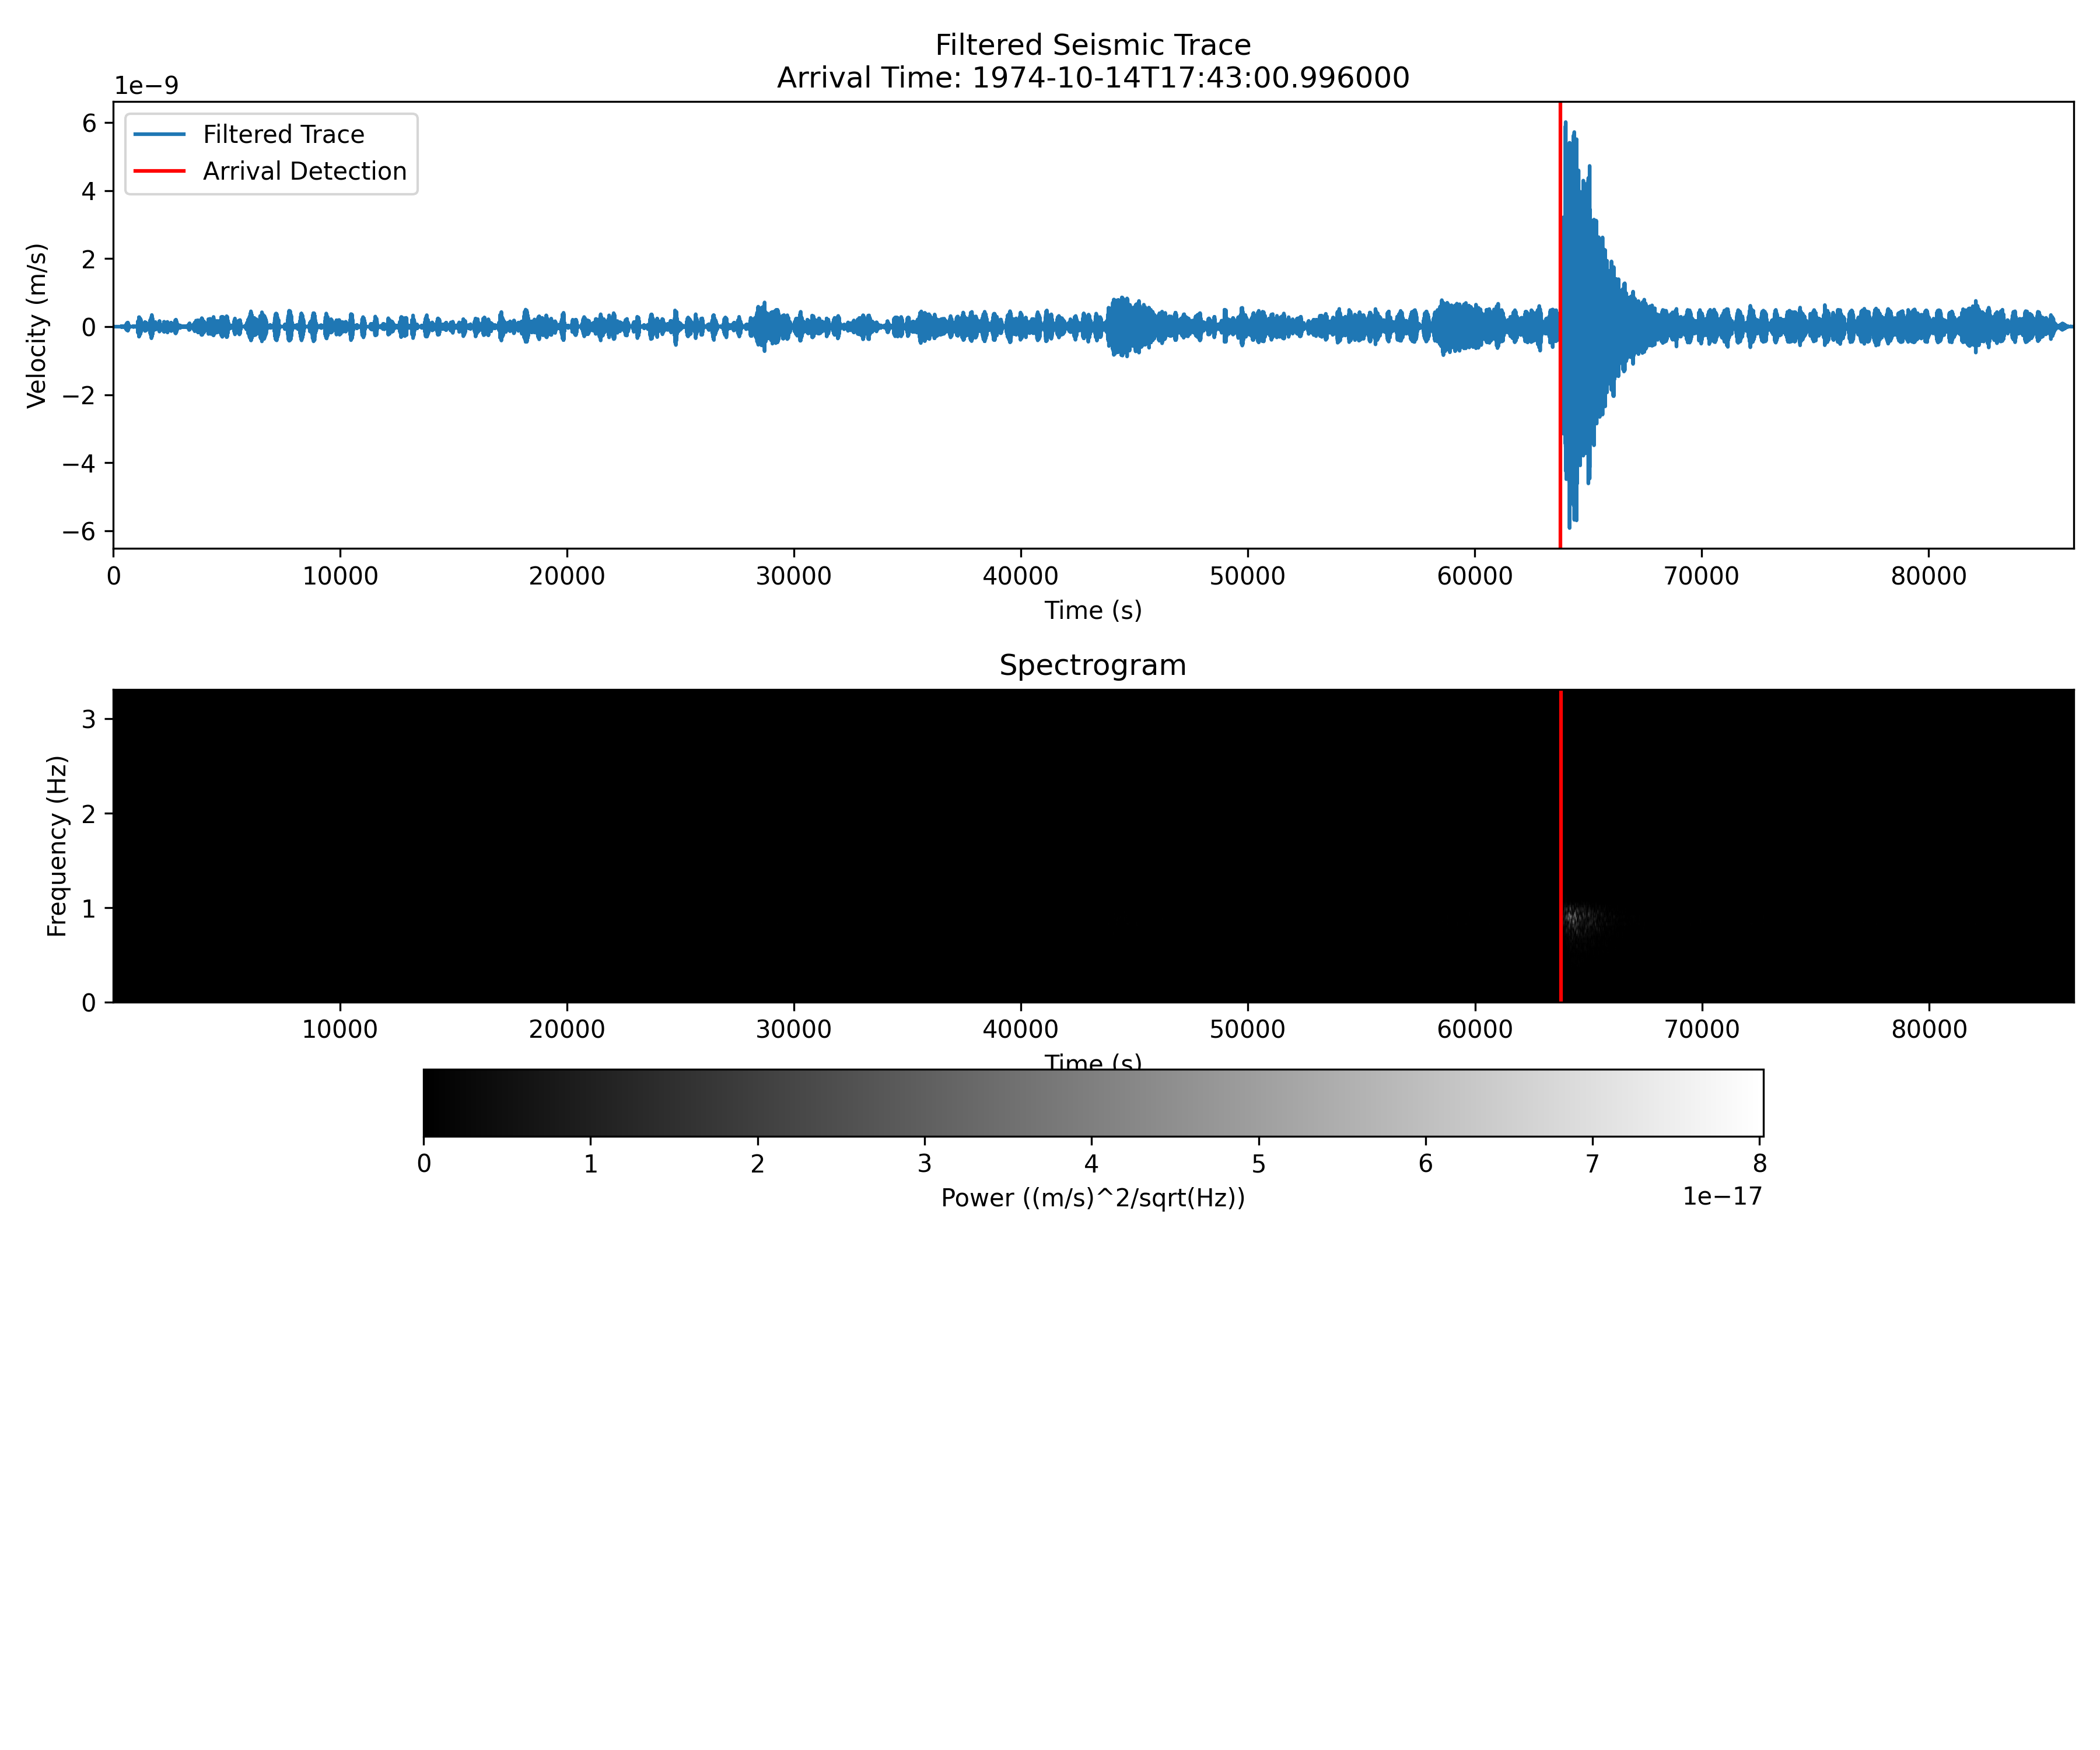 Filtered Seismic Trace
Arrival Time: 1974-10-14T17:43:00.996000
1e−9
Filtered Trace
Arrival Detection
6
4
2
0
−2
−4
−6
Velocity (m/s)
0 10000 20000 30000 40000 50000 60000 70000 80000
Time (s)
Spectrogram
3
2
1
0
Frequency (Hz)
10000 20000 30000 40000 50000 60000 70000 80000
Time (s)
0 1 2 3 4 5 6 7 8
1e−17
Power ((m/s)^2/sqrt(Hz))